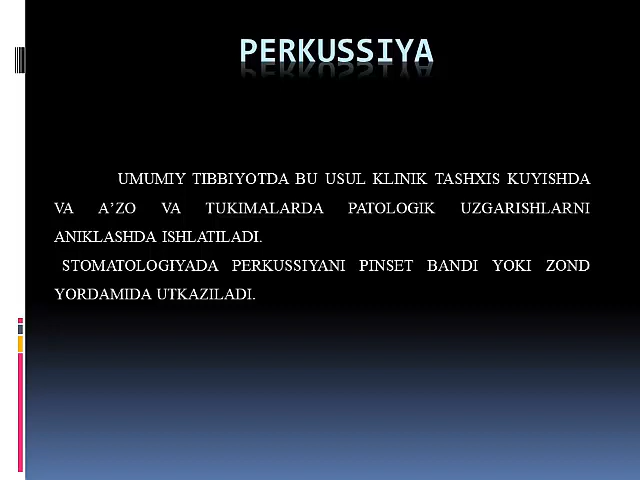 PERKUSSIYA
UMUMIY TIBBIYOTDA BU USUL KLINIK TASHXIS KUYISHDA
VA A’ZO VA TUKIMALARDA PATOLOGIK UZGARISHLARNI
ANIKLASHDA ISHLATILADI.
STOMATOLOGIYADA PERKUSSIYANI PINSET BANDI YOKI ZOND
YORDAMIDA UTKAZILADI.